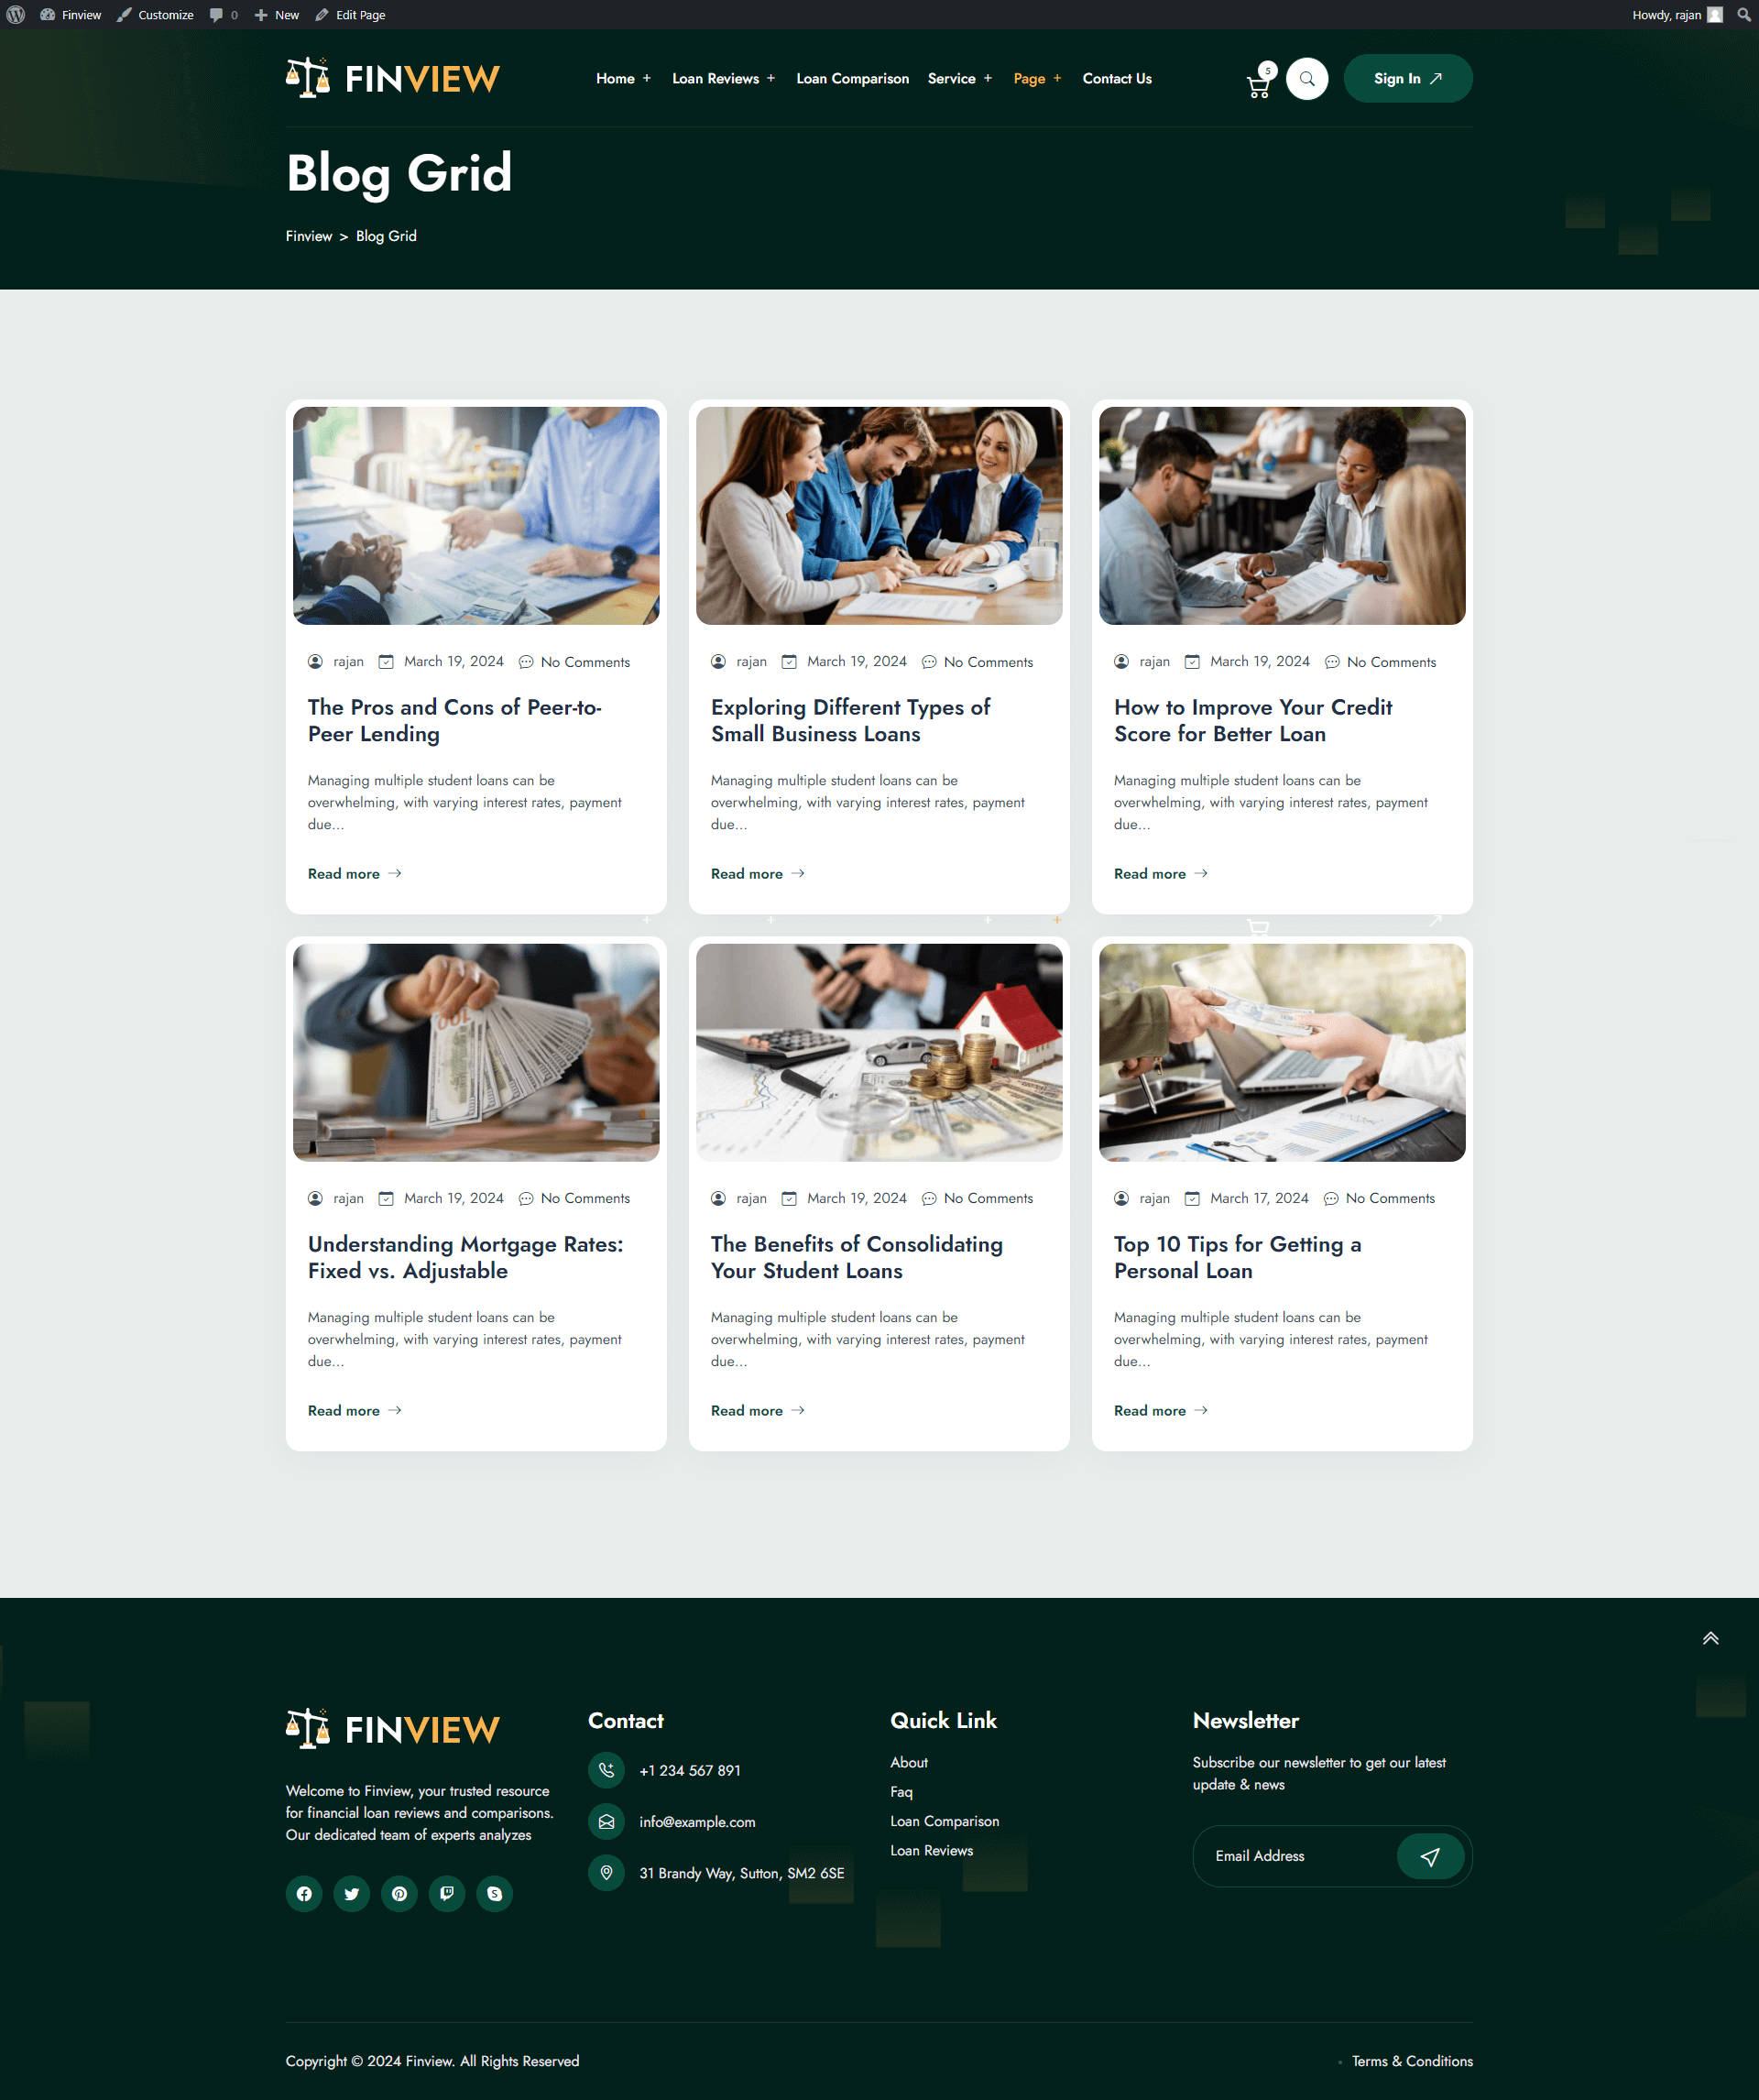 Finview Customize 0 New Edit Page Howdy, rajan
FINVIEW Home + Loan Reviews + Loan Comparison Service + Page + Contact Us 5 Sign In
Blog Grid
Finview > Blog Grid
rajan March 19, 2024 No Comments
The Pros and Cons of Peer-to-
Peer Lending
Managing multiple student loans can be
overwhelming, with varying interest rates, payment
due...
Read more
rajan March 19, 2024 No Comments
Exploring Different Types of
Small Business Loans
Managing multiple student loans can be
overwhelming, with varying interest rates, payment
due...
Read more
rajan March 19, 2024 No Comments
How to Improve Your Credit
Score for Better Loan
Managing multiple student loans can be
overwhelming, with varying interest rates, payment
due...
Read more
rajan March 19, 2024 No Comments
Understanding Mortgage Rates:
Fixed vs. Adjustable
Managing multiple student loans can be
overwhelming, with varying interest rates, payment
due...
Read more
rajan March 19, 2024 No Comments
The Benefits of Consolidating
Your Student Loans
Managing multiple student loans can be
overwhelming, with varying interest rates, payment
due...
Read more
rajan March 17, 2024 No Comments
Top 10 Tips for Getting a
Personal Loan
Managing multiple student loans can be
overwhelming, with varying interest rates, payment
due...
Read more
FINVIEW
Welcome to Finview, your trusted resource
for financial loan reviews and comparisons.
Our dedicated team of experts analyzes
Contact
+1 234 567 891
info@example.com
31 Brandy Way, Sutton, SM2 6SE
Quick Link
About
Faq
Loan Comparison
Loan Reviews
Newsletter
Subscribe our newsletter to get our latest
update & news
Email Address
Copyright © 2024 Finview. All Rights Reserved
Terms & Conditions